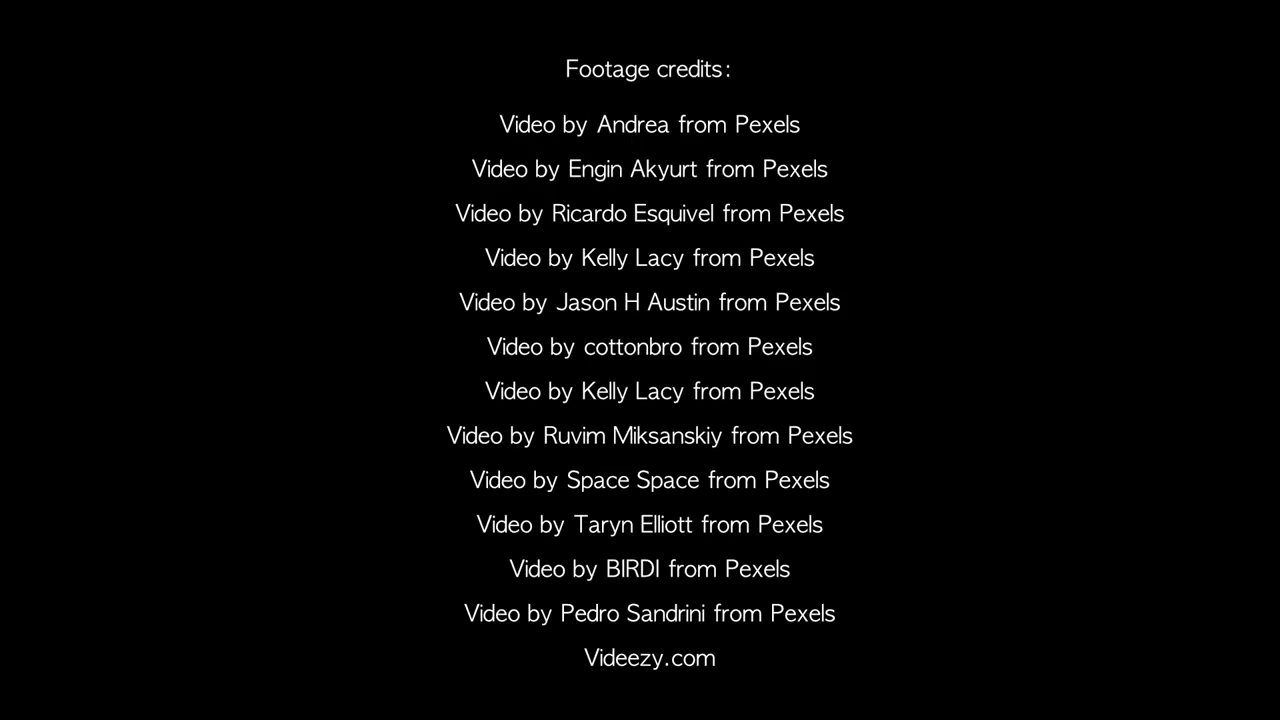 Footage credits:
Video by Andrea from Pexels
Video by Engin Akyurt from Pexels
Video by Ricardo Esquivel from Pexels
Video by Kelly Lacy from Pexels
Video by Jason H Austin from Pexels
Video by cottonbro from Pexels
Video by Kelly Lacy from Pexels
Video by Ruvim Miksanskiy from Pexels
Video by Space Space from Pexels
Video by Taryn Elliott from Pexels
Video by BIRDI from Pexels
Video by Pedro Sandrini from Pexels
Videezy.com